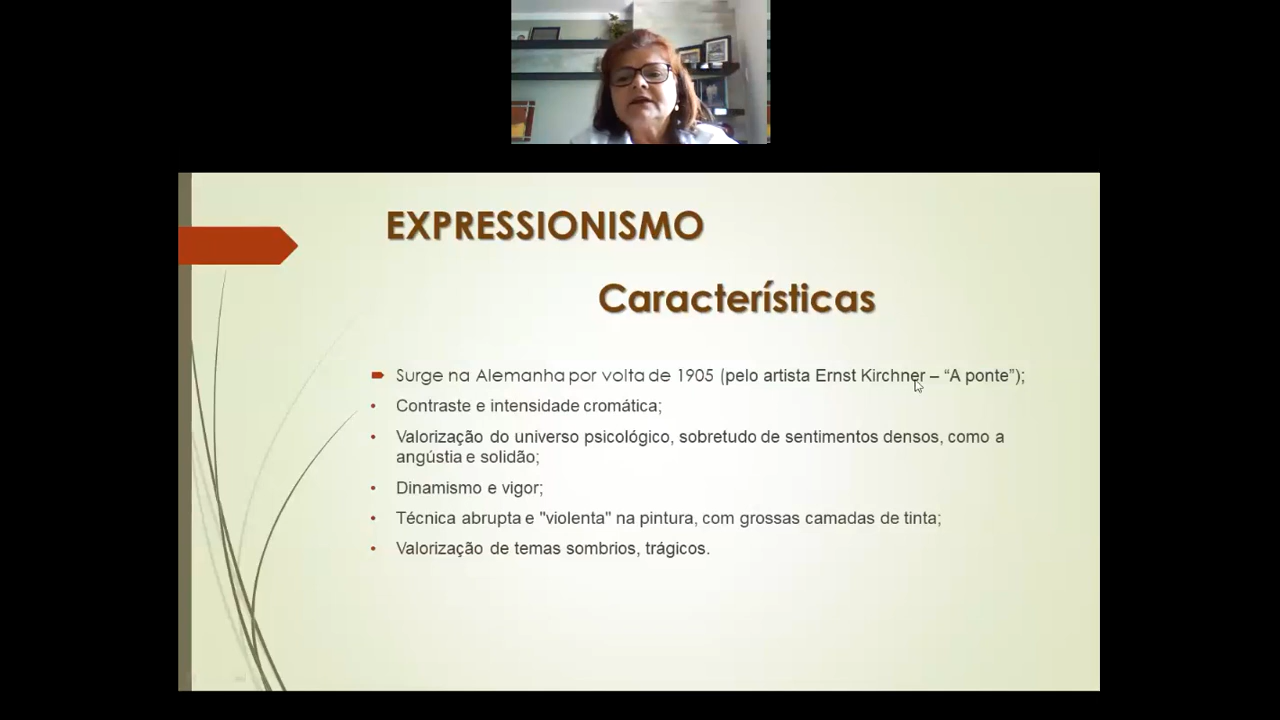 EXPRESSIONISMO
Características
Surge na Alemanha por volta de 1905 (pelo artista Ernst Kirchner – “A ponte”);
Contraste e intensidade cromática;
Valorização do universo psicológico, sobretudo de sentimentos densos, como a
angústia e solidão;
Dinamismo e vigor;
Técnica abrupta e "violenta" na pintura, com grossas camadas de tinta;
Valorização de temas sombrios, trágicos.